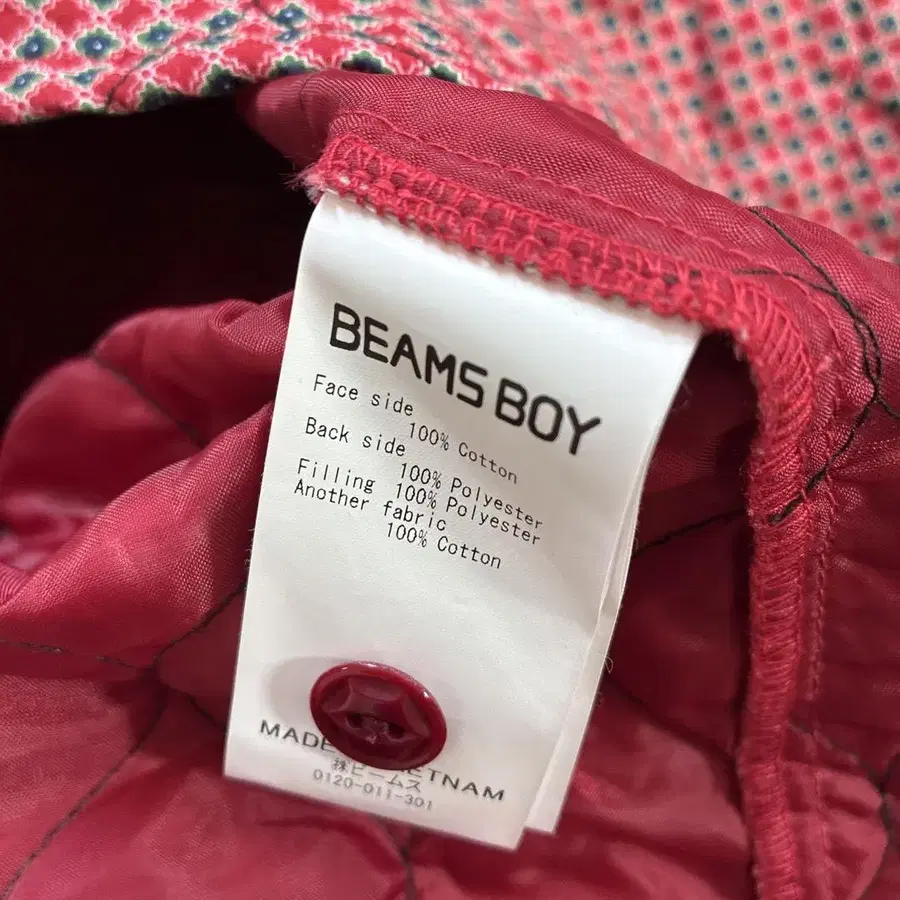 BEAMS BOY
Face side
100% Cotton
Back side
100% Polyester
Filling 100% Polyester
Another fabric
100% Cotton
MADE
㈱ビームス
0120-011-301